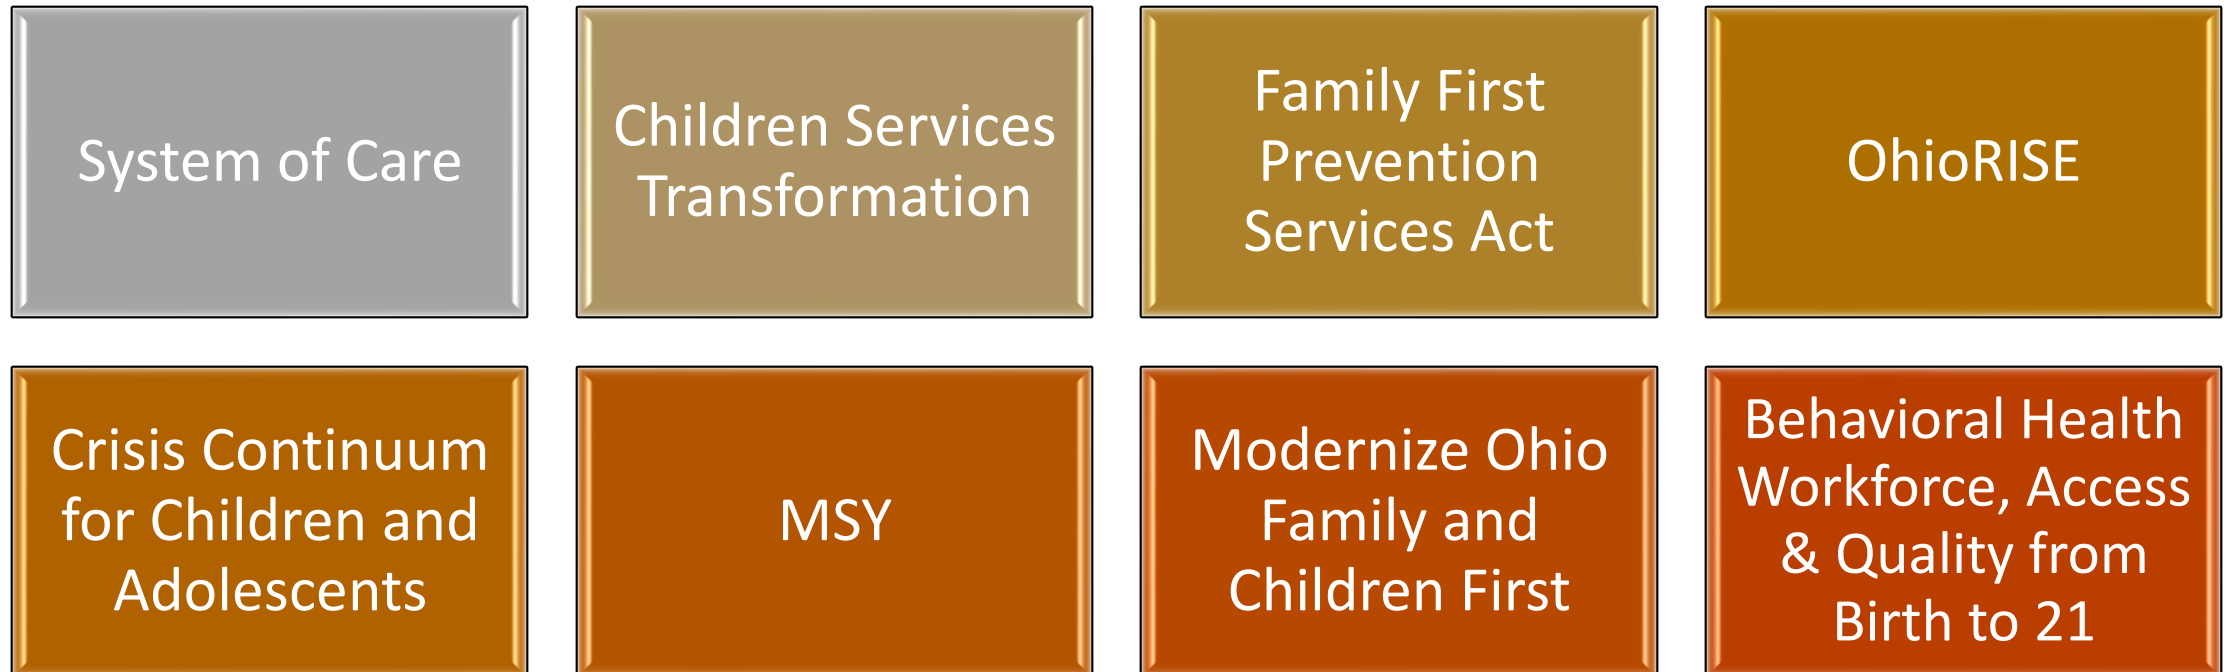 System of Care
Children Services
Transformation
Family First
Prevention
Services Act
OhioRISE
Crisis Continuum
for Children and
Adolescents
MSY
Modernize Ohio
Family and
Children First
Behavioral Health
Workforce, Access
& Quality from
Birth to 21